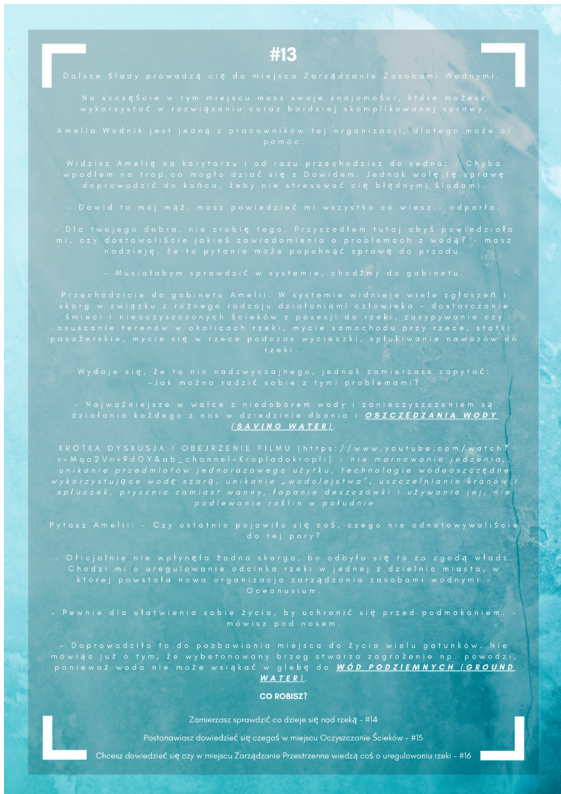 #13
Dalsze ślady prowadzą cię do miejsca Zarządzanie Zasobami Wodnymi.
Na szczęście w tym miejscu masz swoje znajomości, które możesz
wykorzystać w rozwiązaniu coraz bardziej skomplikowanej sprawy.
Amelia Wodnik jest jedną z pracowników tej organizacji, dlatego może ci
pomóc.
Widzisz Amelię na korytarzu i od razu przechodzisz do sedna: - Chyba
wpadłem na trop co mogło dziać się z Dawidem. Jednak wolę tę sprawę
doprowadzić do końca, żeby nie stresować cię błędnymi śladami.
- Dawid to mój mąż, masz powiedzieć mi wszystko co wiesz.- odparła.
- Dla twojego dobra, nie zrobię tego. Przyszedłem tutaj abyś powiedziała
mi, czy dostawaliście jakieś zawiadomienia o problemach z wodą? - masz
nadzieję, że to pytanie może popchnąć sprawę do przodu.
- Musiałabym sprawdzić w systemie, chodźmy do gabinetu.
Przechodzicie do gabinetu Amelii. W systemie widnieje wiele zgłoszeń i
skarg w związku z różnego rodzaju działaniami człowieka - dostarczanie
śmieci i nieoczyszczonych ścieków z posesji do rzeki, zasypywanie czy
osuszanie terenów w okolicach rzeki, mycie samochodu przy rzece, statki
pasażerskie, mycie się w rzece podczas wycieczki, spłukiwanie nawozów do
rzeki.
Wydaje się, że to nic nadzwyczajnego, jednak zamierzasz zapytać:
-Jak można radzić sobie z tymi problemami?
- Najważniejsze w walce z niedoborem wody i zanieczyszczeniem są
działania każdego z nas w dziedzinie dbania i OSZCZĘDZANIA WODY
(SAVING WATER).
KRÓTKA DYSKUSJA I OBEJRZENIE FILMU (https://www.youtube.com/watch?
v=Mqo2Vnv9dOY&ab_channel=Kropladokropli) - nie marnowanie jedzenia,
unikanie przedmiotów jednorazowego użytku, technologie wodooszczędne
wykorzystujące wodę szarą, unikanie „wodolejstwa”, uszczelnianie kranów i
spłuczek, prysznic zamiast wanny, łapanie deszczówki i używanie jej, nie
podlewanie roślin w południe
Pytasz Amelii: - Czy ostatnio pojawiło się coś, czego nie odnotowywaliście
do tej pory?
- Oficjalnie nie wpłynęła żadna skarga, bo odbyło się to za zgodą władz.
Chodzi mi o uregulowanie odcinka rzeki w jednej z dzielnic miasta, w
której powstała nowa organizacja zarządzania zasobami wodnymi -
Oceanusium.
- Pewnie dla ułatwienia sobie życia, by uchronić się przed podmakaniem. -
mówisz pod nosem.
- Doprowadziło to do pozbawiania miejsca do życia wielu gatunków. Nie
mówiąc już o tym, że wybetonowany brzeg stwarza zagrożenie np. powodzi,
ponieważ woda nie może wsiąkać w glebę do WÓD PODZIEMNYCH (GROUND
WATER).
CO ROBISZ?
Zamierzasz sprawdzić co dzieje się nad rzeką - #14
Postanawiasz dowiedzieć się czegoś w miejscu Oczyszczanie Ścieków - #15
Chcesz dowiedzieć się czy w miejscu Zarządzanie Przestrzenne wiedzą coś o uregulowaniu rzeki - #16